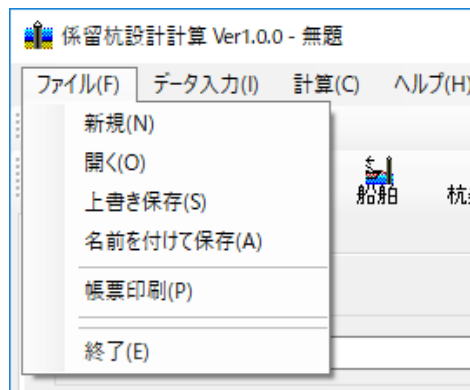 係留杭設計計算 Ver1.0.0 - 無題
ファイル(F) データ入力(I) 計算(C) ヘルプ(H)
新規(N)
開く(O)
船舶 杭
上書き保存(S)
名前を付けて保存(A)
帳票印刷(P)
終了(E)